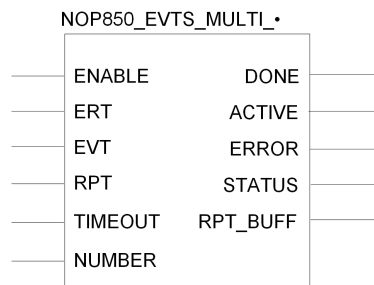 NOP850_EVTS_MULTI_•
ENABLE DONE
ERT ACTIVE
EVT ERROR
RPT STATUS
TIMEOUT RPT_BUFF
NUMBER